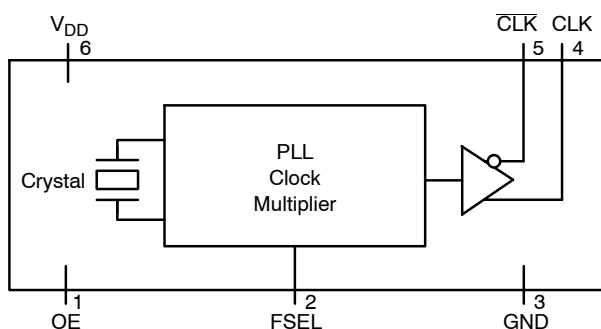 VDD
CLK CLK
6
5
4
Crystal
PLL
Clock
Multiplier
1
2
3
OE
FSEL
GND